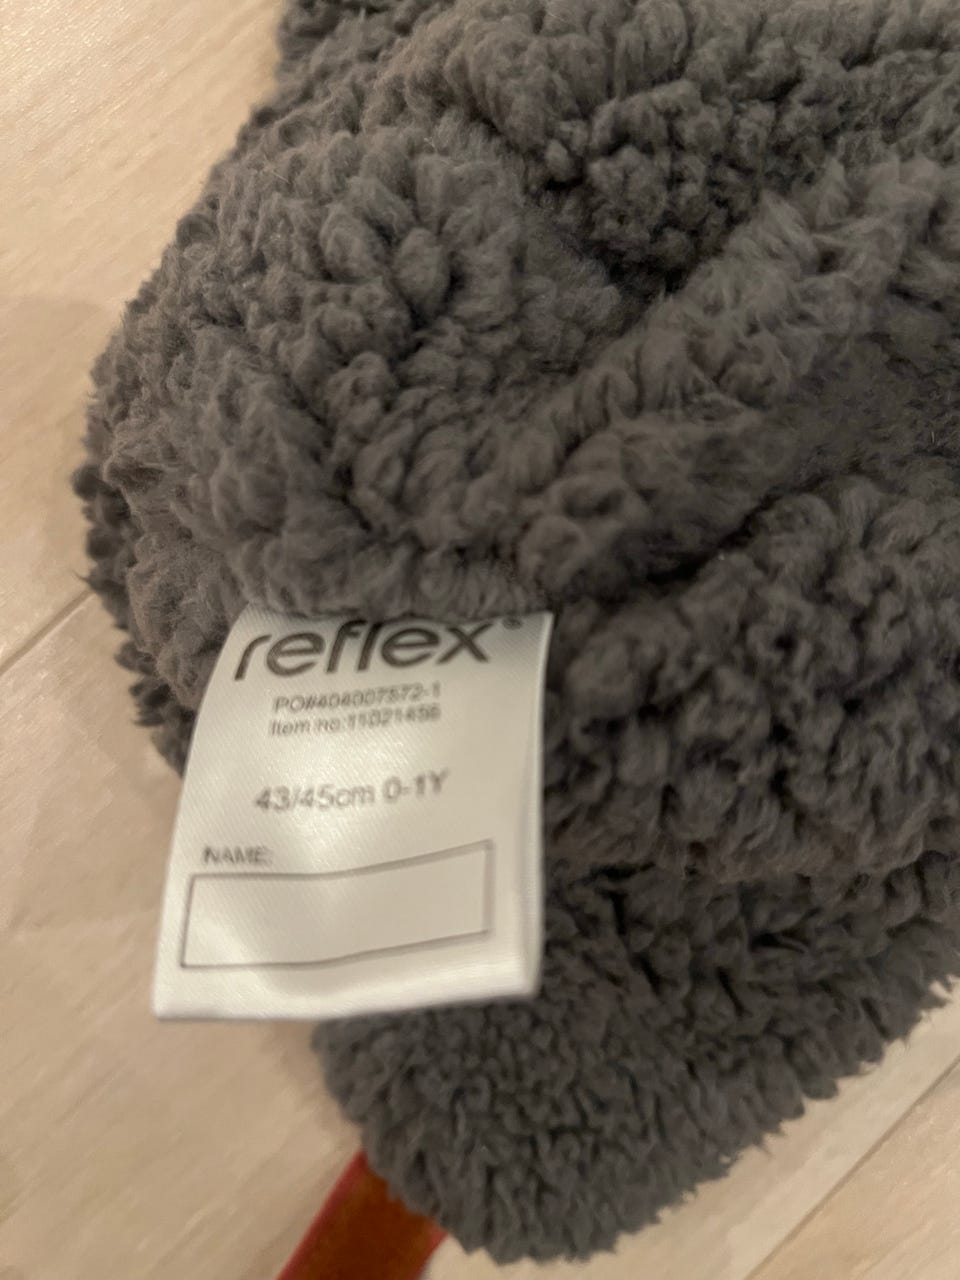 reflex®
PO#404007572-1
Item no:11021456
43/45cm 0-1Y
NAME: